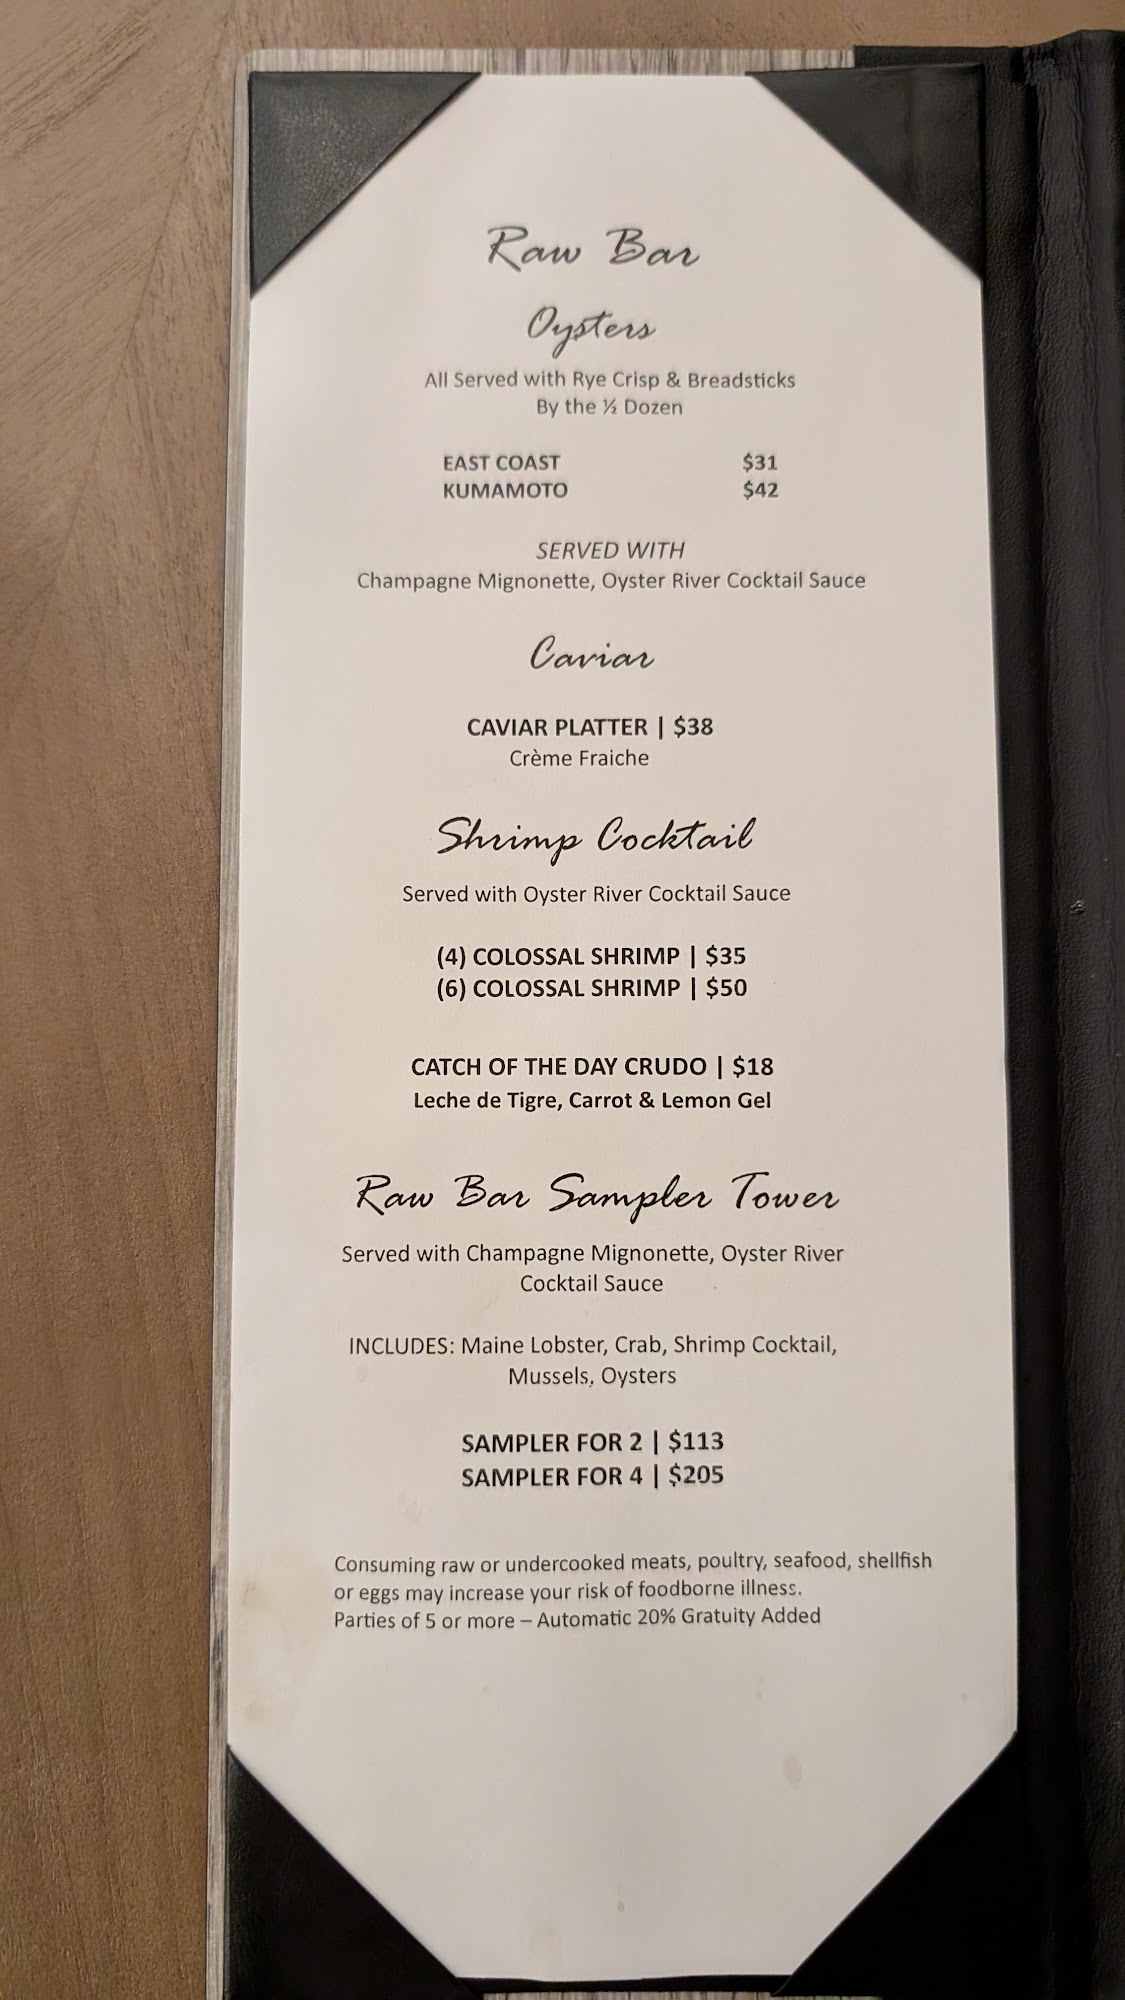 Raw Bar
Oysters
All Served with Rye Crisp & Breadsticks
By the ½ Dozen
EAST COAST $31
KUMAMOTO $42
SERVED WITH
Champagne Mignonette, Oyster River Cocktail Sauce
Caviar
CAVIAR PLATTER | $38
Crème Fraiche
Shrimp Cocktail
Served with Oyster River Cocktail Sauce
(4) COLOSSAL SHRIMP | $35
(6) COLOSSAL SHRIMP | $50
CATCH OF THE DAY CRUDO | $18
Leche de Tigre, Carrot & Lemon Gel
Raw Bar Sampler Tower
Served with Champagne Mignonette, Oyster River
Cocktail Sauce
INCLUDES: Maine Lobster, Crab, Shrimp Cocktail,
Mussels, Oysters
SAMPLER FOR 2 | $113
SAMPLER FOR 4 | $205
Consuming raw or undercooked meats, poultry, seafood, shellfish
or eggs may increase your risk of foodborne illness.
Parties of 5 or more – Automatic 20% Gratuity Added